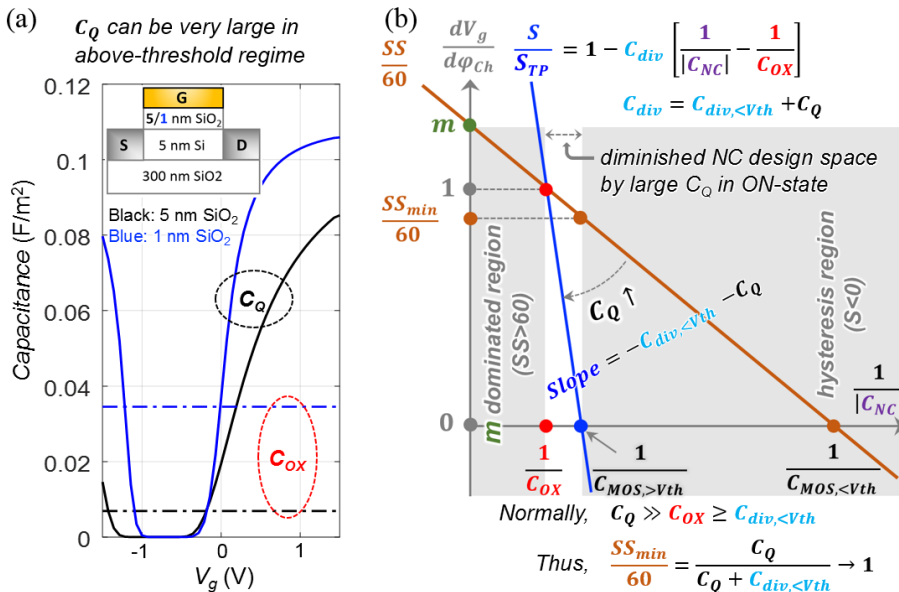 (a)
C_Q can be very large in
above-threshold regime
0.12
0.1
0.08
0.06
0.04
0.02
0
Capacitance (F/m²)
G
5/1 nm SiO₂
S
5 nm Si
D
300 nm SiO2
Black: 5 nm SiO₂
Blue: 1 nm SiO₂
C_Q
C_OX
-1
0
1
V_g (V)
(b)
SS/60
dV_g/dφ_Ch
S/S_TP = 1 − C_div [1/|C_NC| − 1/C_OX]
C_div = C_div,<Vth + C_Q
m
diminished NC design space
by large C_Q in ON-state
1
SS_min/60
m dominated region
(SS>60)
C_Q ↑
Slope = −C_div,<Vth − C_Q
hysteresis region
(S<0)
1/|C_NC|
0
1/C_OX
1/C_MOS,>Vth
1/C_MOS,<Vth
Normally, C_Q ≫ C_OX ≥ C_div,<Vth
Thus, SS_min/60 = C_Q/(C_Q + C_div,<Vth) → 1